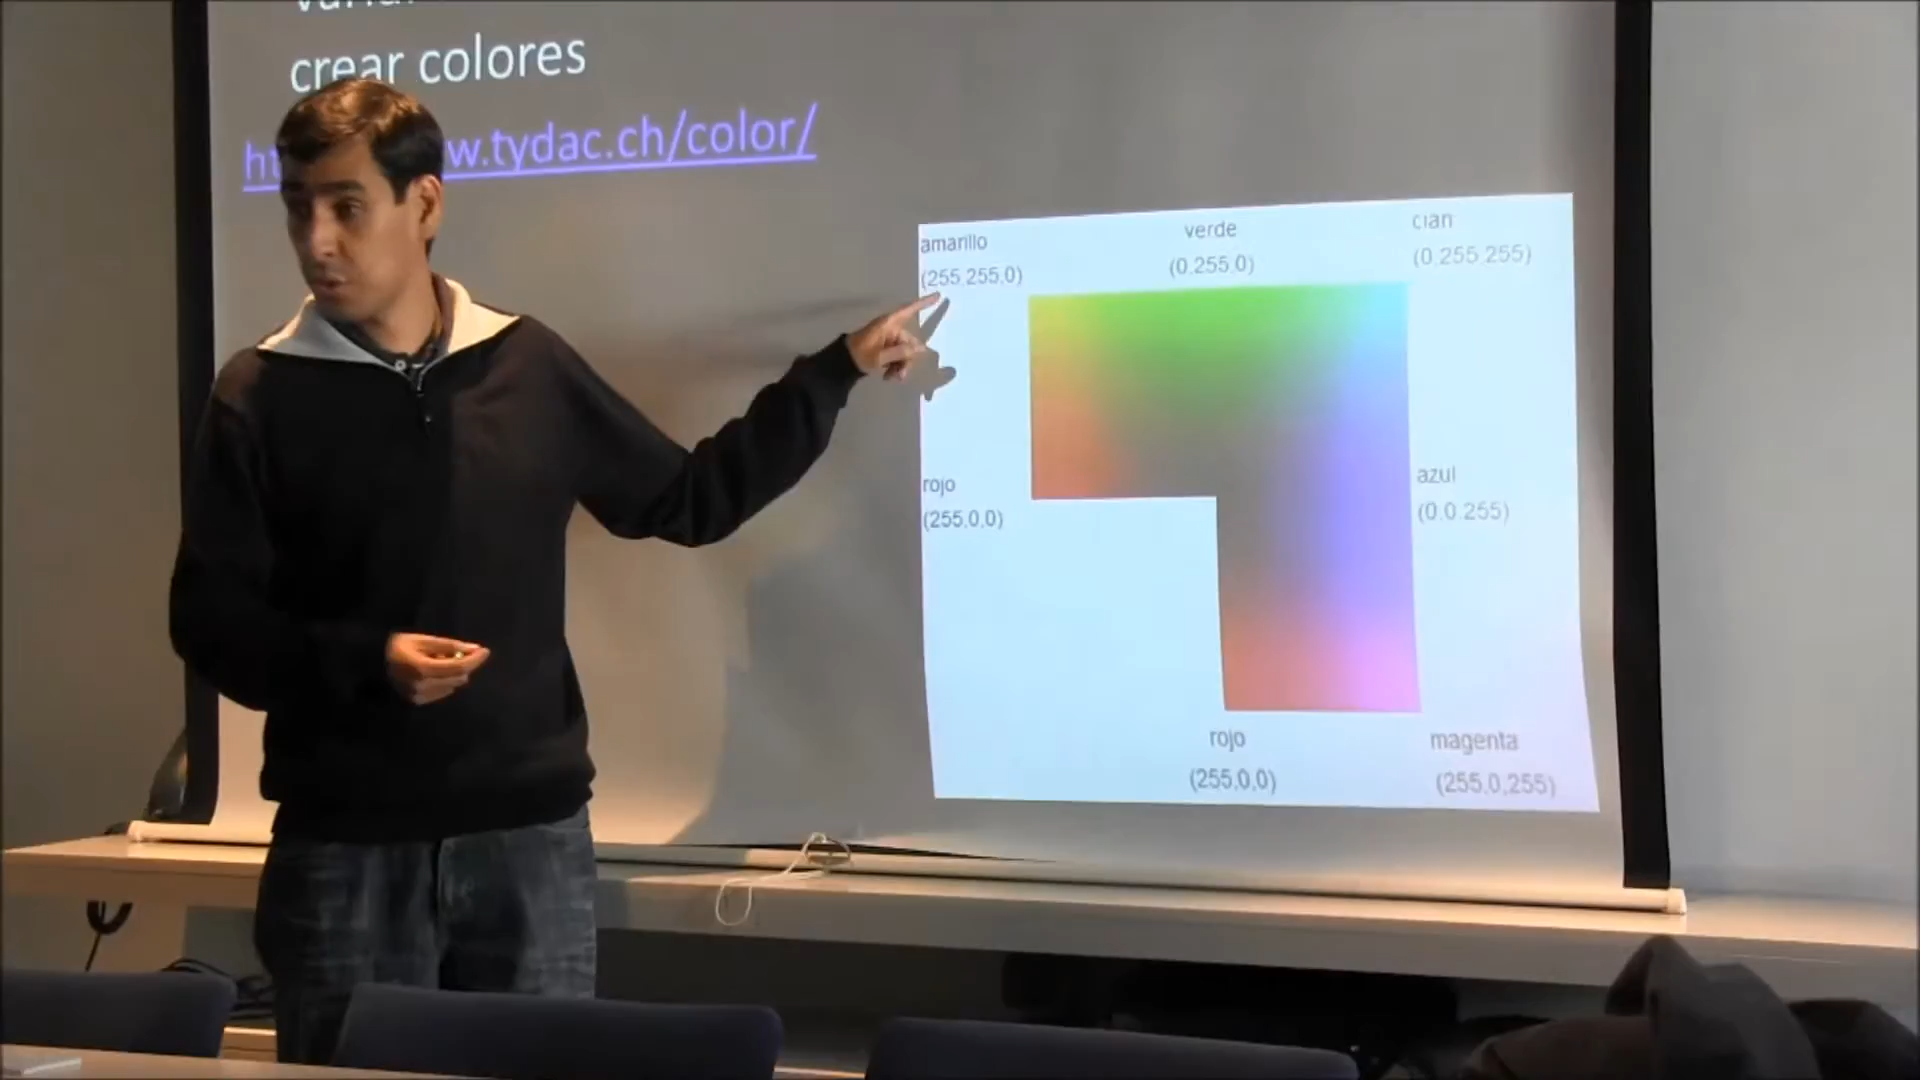 crear colores
w.tydac.ch/color/
amarillo
(255,255,0)
verde
(0,255,0)
cian
(0,255,255)
rojo
(255,0,0)
azul
(0,0,255)
rojo
(255,0,0)
magenta
(255,0,255)